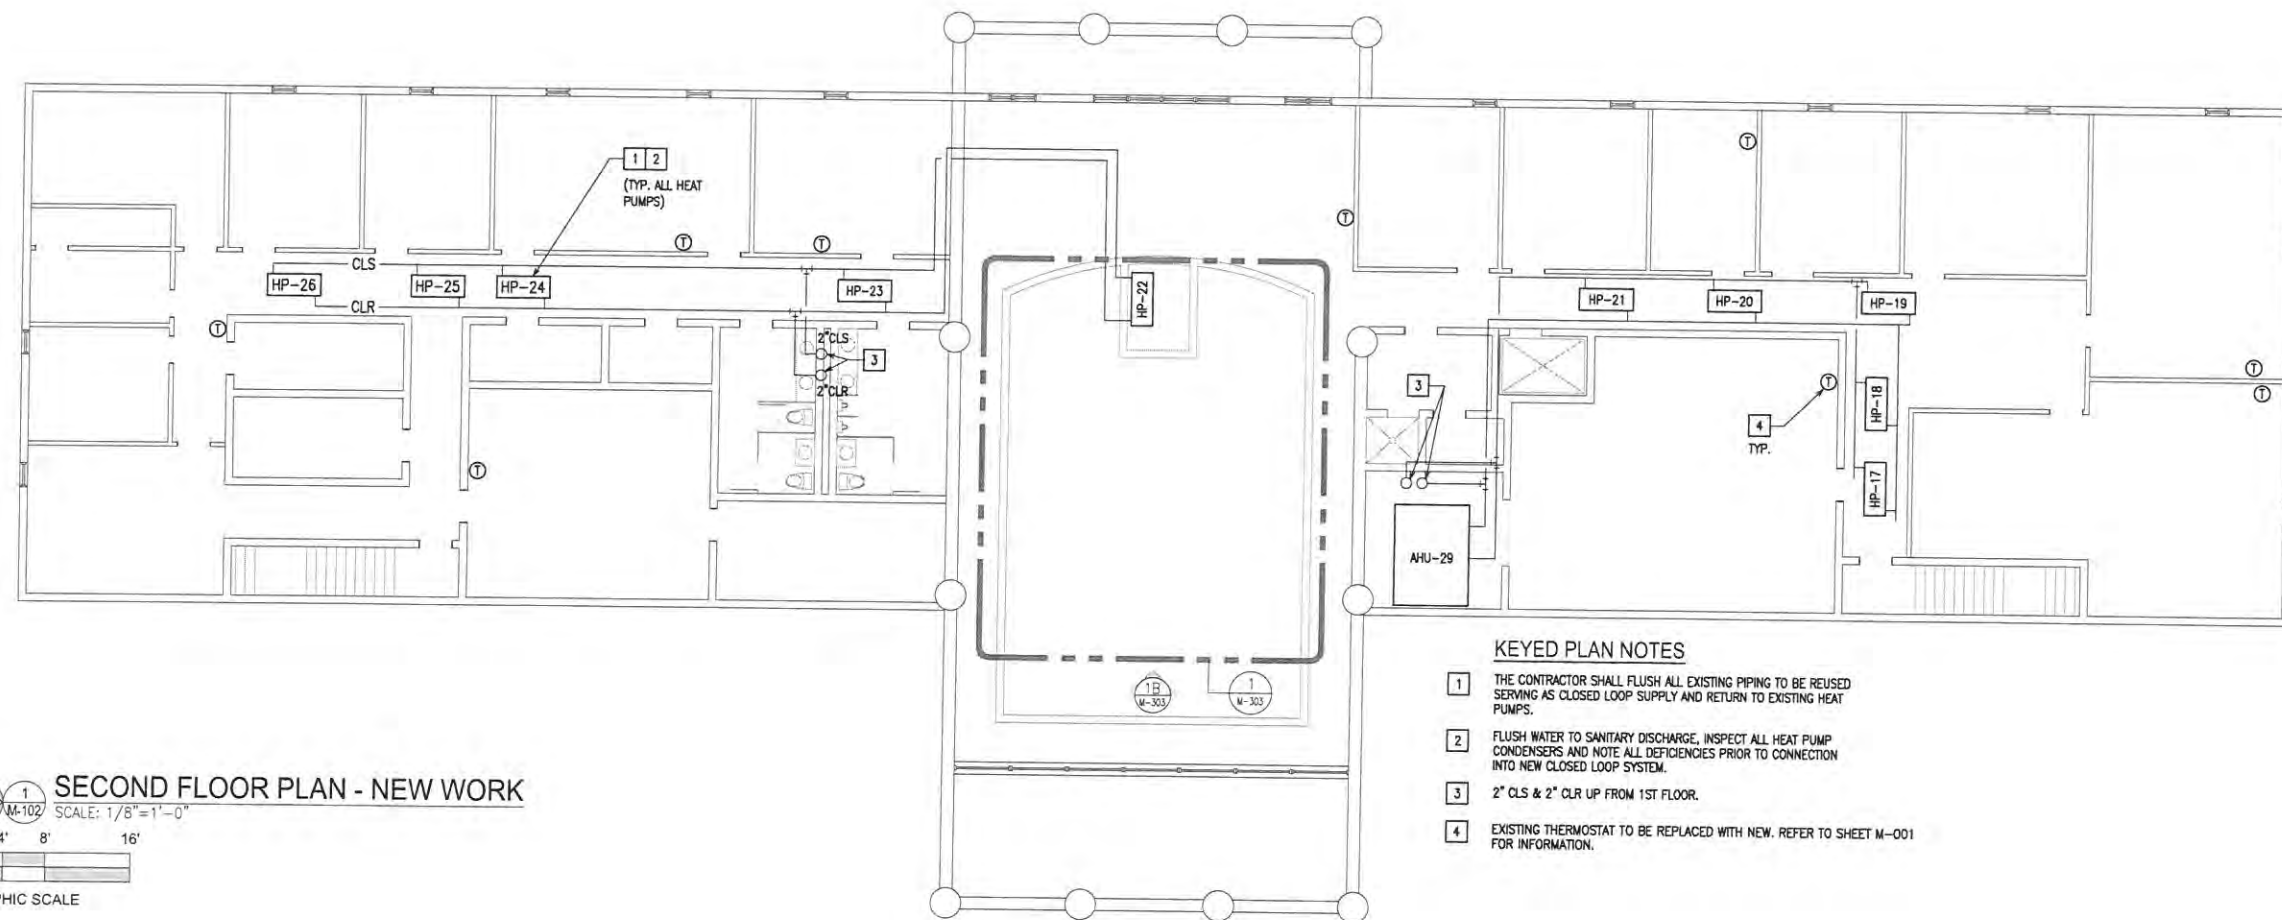 1 2
(TYP. ALL HEAT
PUMPS)
T
T
T
T
CLS
HP-26
HP-25
HP-24
HP-23
HP-22
HP-21
HP-20
HP-19
CLR
T
2"CLS
3
2"CLR
3
T
T
T
HP-18
4
TYP.
T
HP-17
AHU-29
1B
M-303
1
M-303
KEYED PLAN NOTES
1 THE CONTRACTOR SHALL FLUSH ALL EXISTING PIPING TO BE REUSED
SERVING AS CLOSED LOOP SUPPLY AND RETURN TO EXISTING HEAT
PUMPS.
2 FLUSH WATER TO SANITARY DISCHARGE, INSPECT ALL HEAT PUMP
CONDENSERS AND NOTE ALL DEFICIENCIES PRIOR TO CONNECTION
INTO NEW CLOSED LOOP SYSTEM.
3 2" CLS & 2" CLR UP FROM 1ST FLOOR.
4 EXISTING THERMOSTAT TO BE REPLACED WITH NEW. REFER TO SHEET M-001
FOR INFORMATION.
1
M-102
SECOND FLOOR PLAN - NEW WORK
SCALE: 1/8"=1'-0"
4' 8' 16'
PHIC SCALE